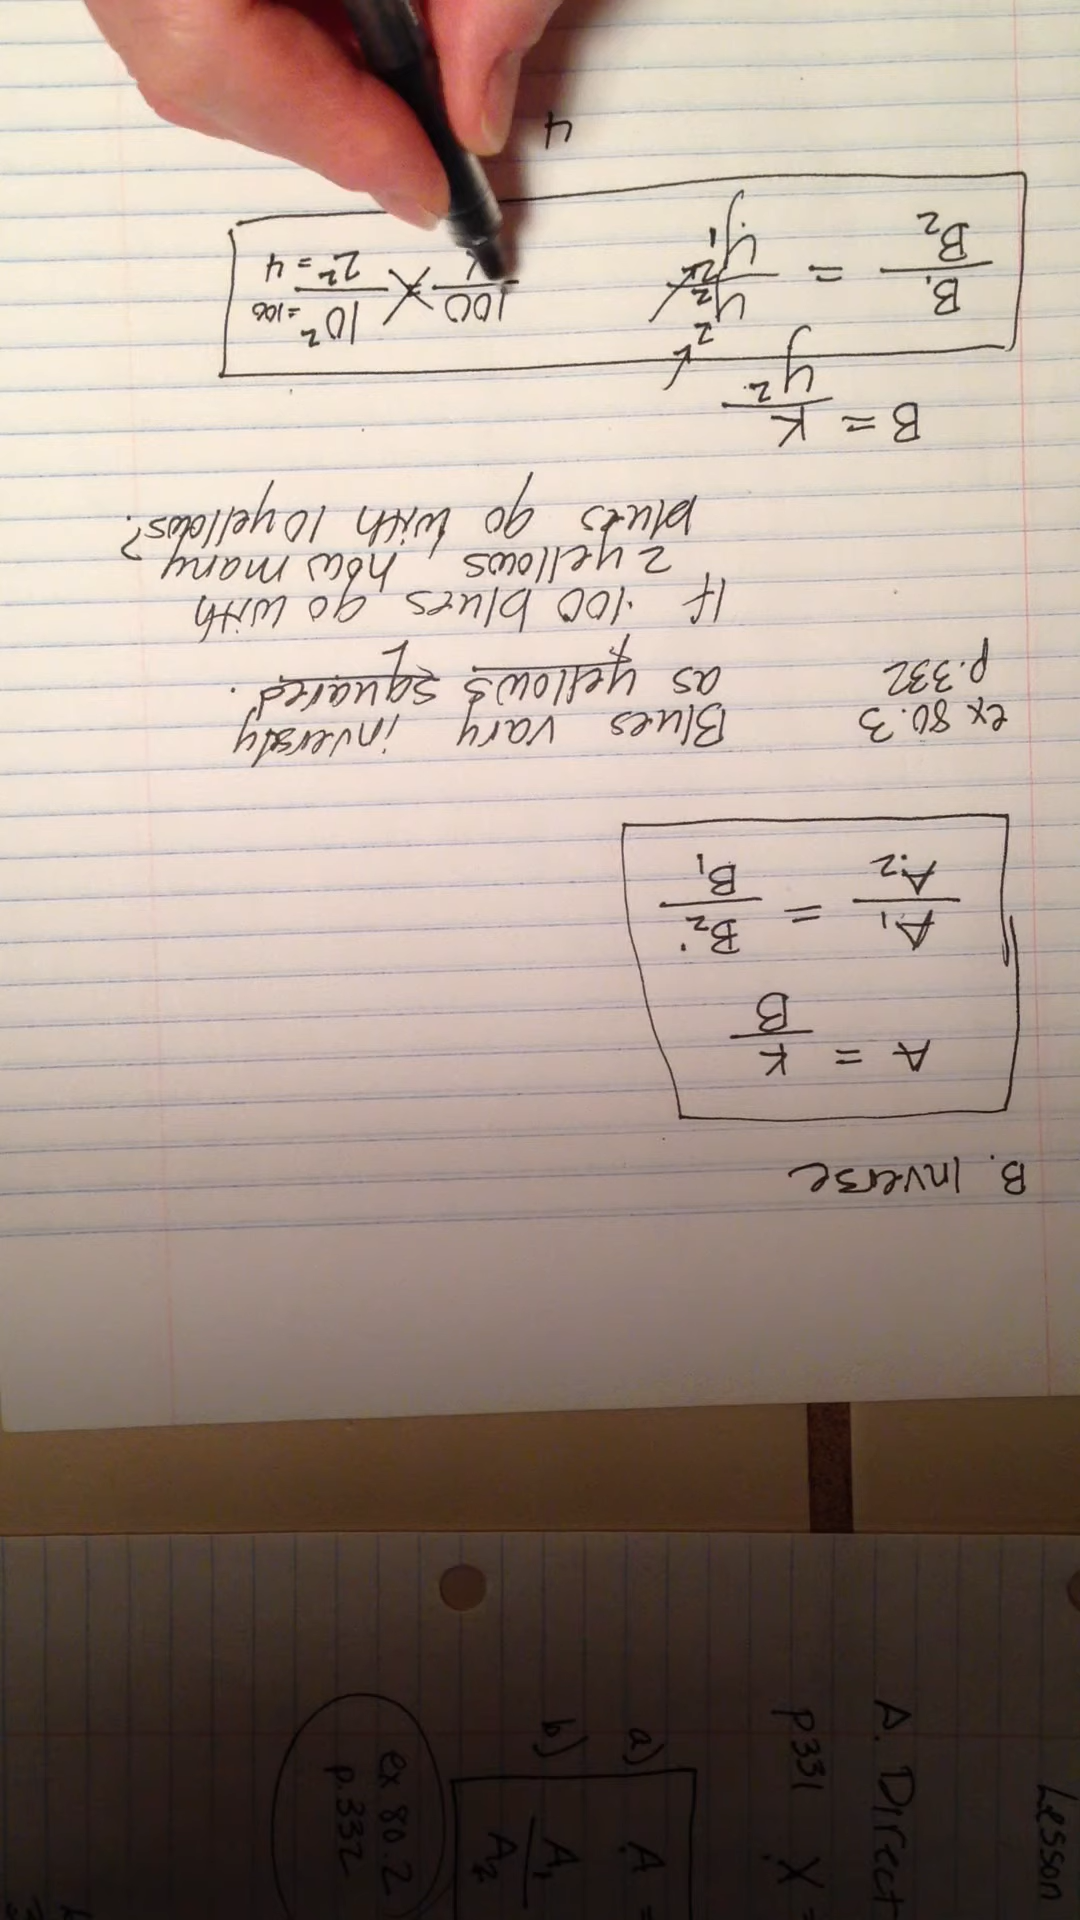 B. Inverse
A = K/B
A₁/A₂ = B₂/B₁
ex 80.3
p.332
Blues vary inversely
as yellows squared.
If 100 blues go with
2 yellows, how many
blues go with 10 yellows?
B = K/y²
B₁/B₂ = y₂²/y₁²
100/x = 10²/2² =100 =4
4
Lesson
A. Direct
p331 X =
a) A =
b) A₁/A₂
ex 80.2
p.332